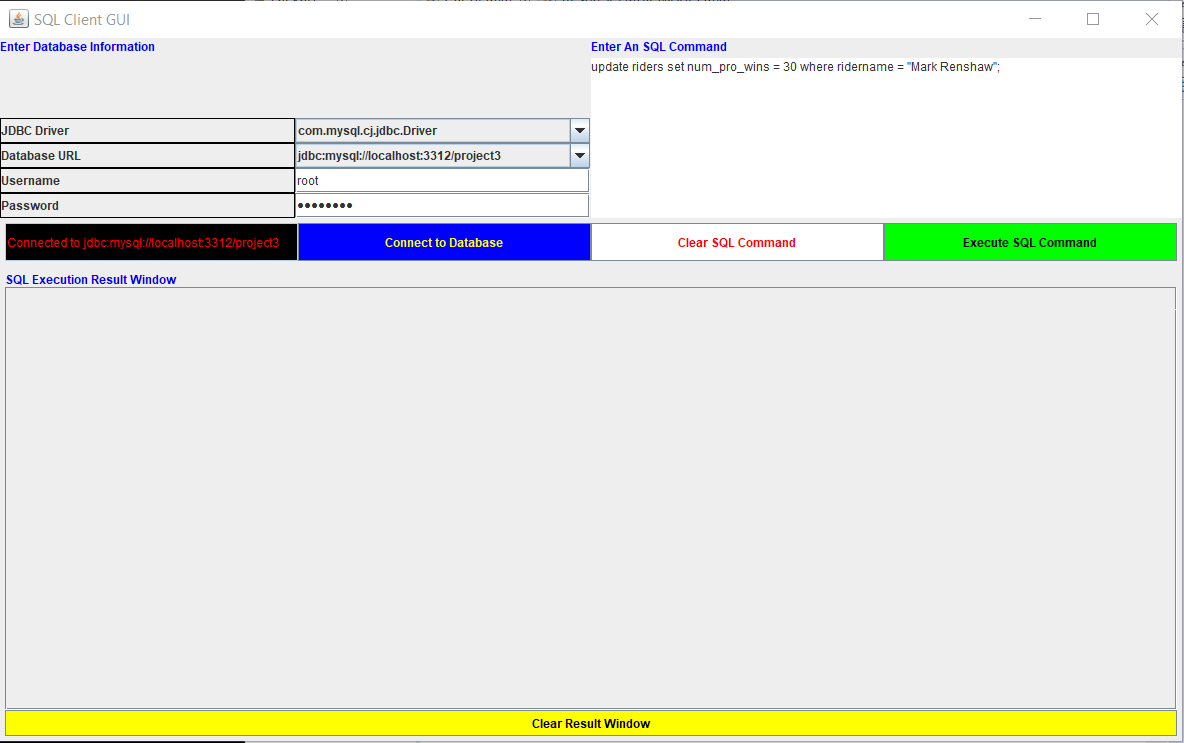 SQL Client GUI
Enter Database Information
Enter An SQL Command
update riders set num_pro_wins = 30 where ridername = "Mark Renshaw";
JDBC Driver com.mysql.cj.jdbc.Driver
Database URL jdbc:mysql://localhost:3312/project3
Username root
Password ●●●●●●●●
Connected to jdbc:mysql://localhost:3312/project3 Connect to Database Clear SQL Command Execute SQL Command
SQL Execution Result Window
Clear Result Window